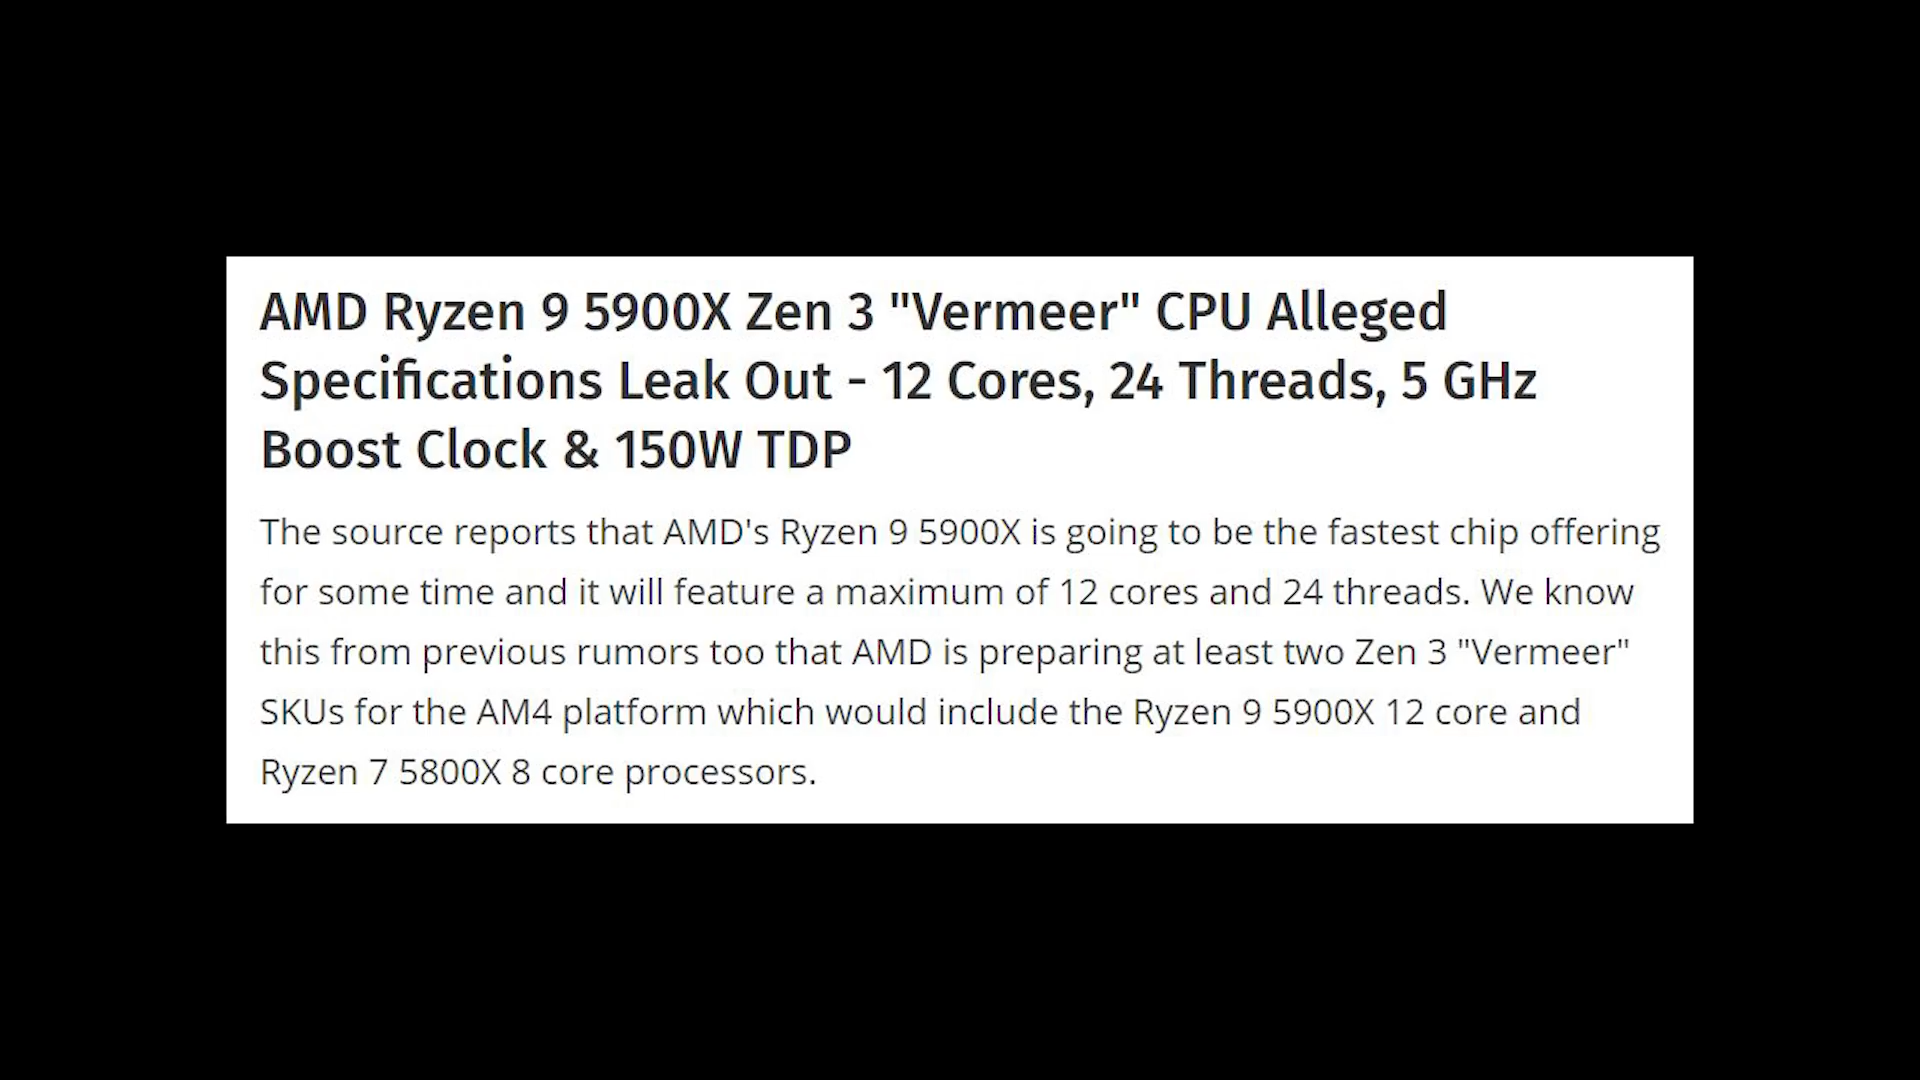 AMD Ryzen 9 5900X Zen 3 "Vermeer" CPU Alleged
Specifications Leak Out - 12 Cores, 24 Threads, 5 GHz
Boost Clock & 150W TDP
The source reports that AMD's Ryzen 9 5900X is going to be the fastest chip offering
for some time and it will feature a maximum of 12 cores and 24 threads. We know
this from previous rumors too that AMD is preparing at least two Zen 3 "Vermeer"
SKUs for the AM4 platform which would include the Ryzen 9 5900X 12 core and
Ryzen 7 5800X 8 core processors.